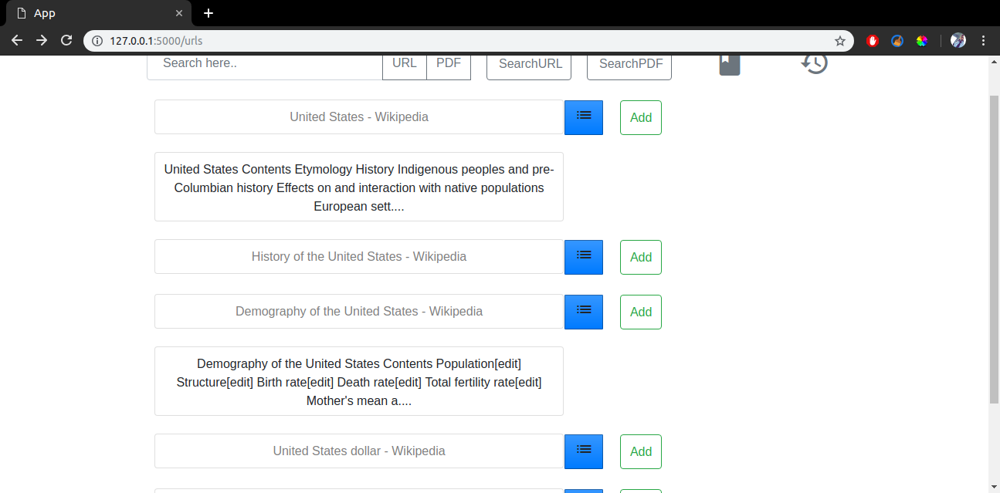 App
127.0.0.1:5000/urls
Search here..
URL
PDF
SearchURL
SearchPDF
United States - Wikipedia
Add
United States Contents Etymology History Indigenous peoples and pre-
Columbian history Effects on and interaction with native populations
European sett....
History of the United States - Wikipedia
Add
Demography of the United States - Wikipedia
Add
Demography of the United States Contents Population[edit]
Structure[edit] Birth rate[edit] Death rate[edit] Total fertility rate[edit]
Mother's mean a....
United States dollar - Wikipedia
Add